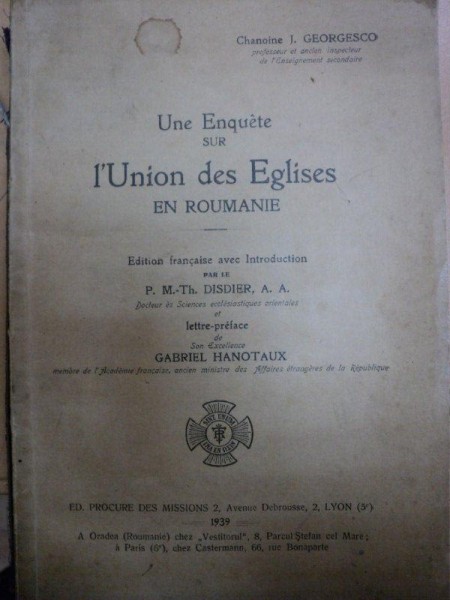 Chanoine J. GEORGESCO
professeur et ancien inspecteur
de l'Enseignement secondaire
Une Enquête
SUR
l'Union des Eglises
EN ROUMANIE
Edition française avec Introduction
PAR LE
P. M.-Th. DISDIER, A. A.
Docteur ès Sciences ecclésiastiques orientales
et
lettre-préface
de
Son Excellence
GABRIEL HANOTAUX
membre de l'Académie française, ancien ministre des Affaires étrangères de la République
ED. PROCURE DES MISSIONS 2, Avenue Debrousse, 2, LYON (5e)
1939
A Oradea (Roumanie) chez „Vestitorul", 8, Parcul Ştefan cel Mare;
à Paris (6e), chez Castermann, 66, rue Bonaparte